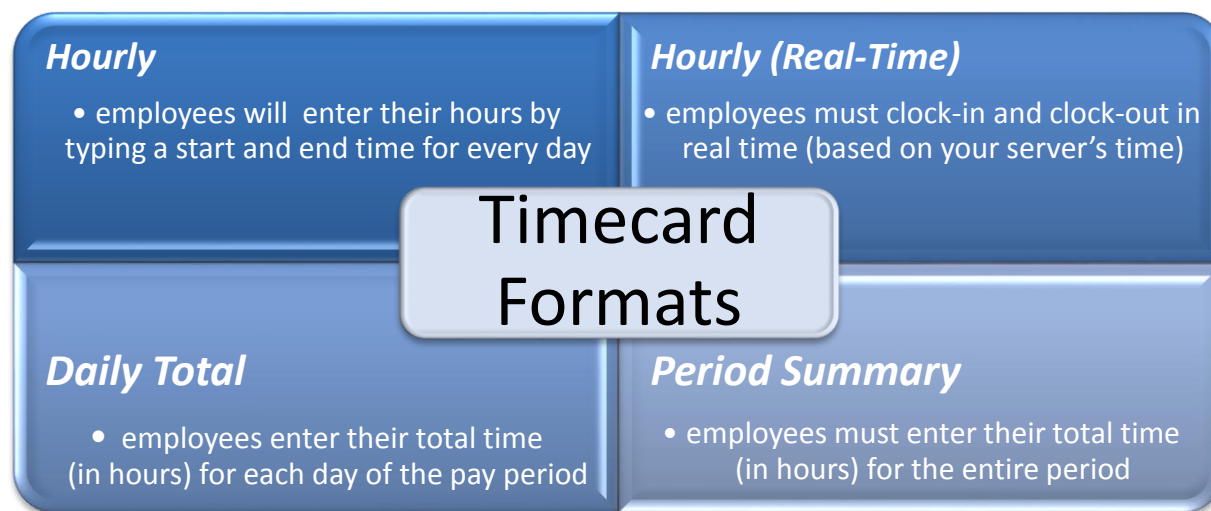 Hourly
• employees will enter their hours by
typing a start and end time for every day
Hourly (Real-Time)
• employees must clock-in and clock-out in
real time (based on your server’s time)
Timecard
Formats
Daily Total
• employees enter their total time
(in hours) for each day of the pay period
Period Summary
• employees must enter their total time
(in hours) for the entire period